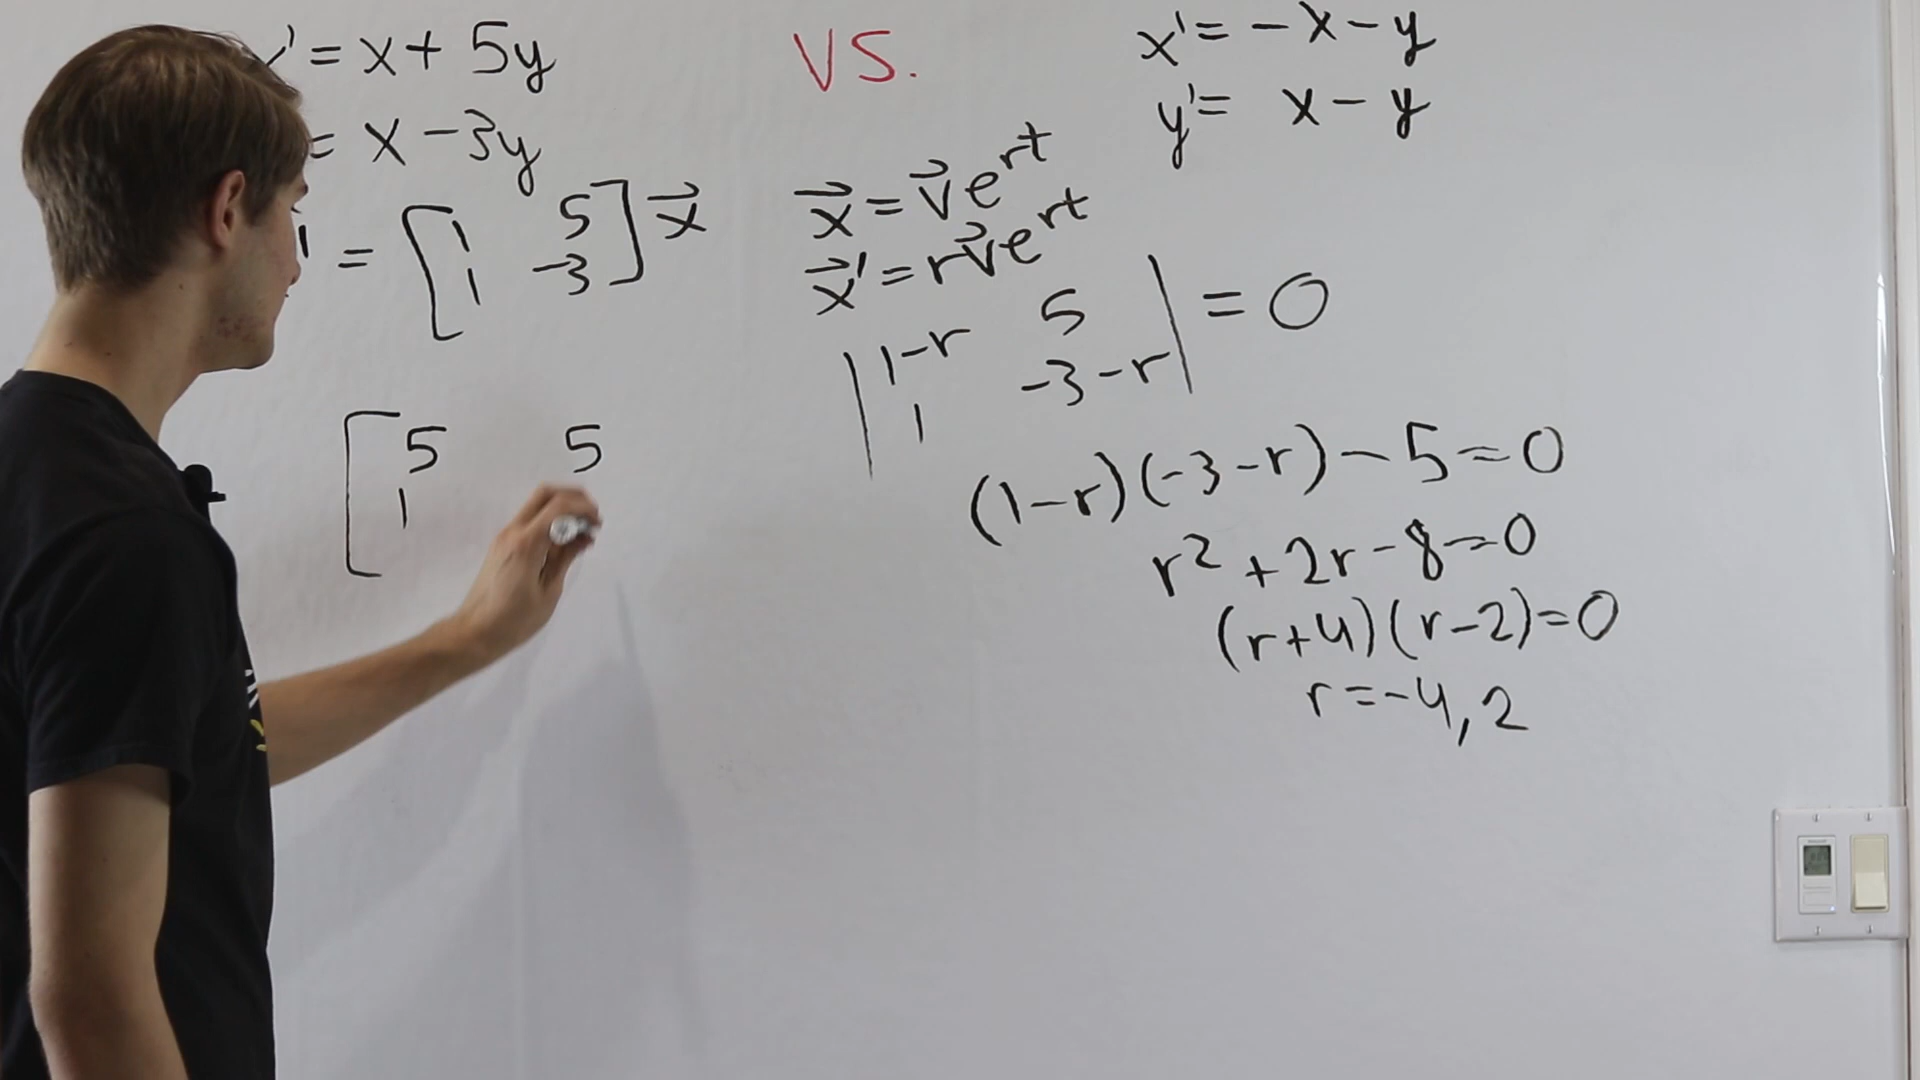 ' = x + 5y
= x - 3y
' = [1 5] x⃗
[1 -3]
[5 5
[1
VS.
x⃗ = v⃗e^rt
x⃗' = rv⃗e^rt
|1-r 5| = 0
|1 -3-r|
(1-r)(-3-r) - 5 = 0
r² + 2r - 8 = 0
(r+4)(r-2) = 0
r = -4, 2
x' = -x - y
y' = x - y